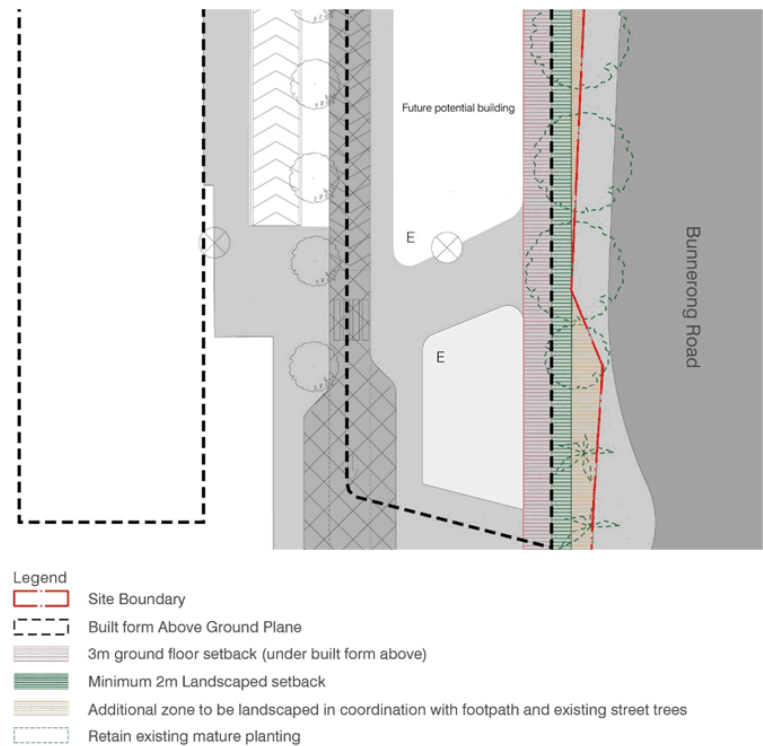 Future potential building
E
E
Bunnerong Road
Legend
Site Boundary
Built form Above Ground Plane
3m ground floor setback (under built form above)
Minimum 2m Landscaped setback
Additional zone to be landscaped in coordination with footpath and existing street trees
Retain existing mature planting